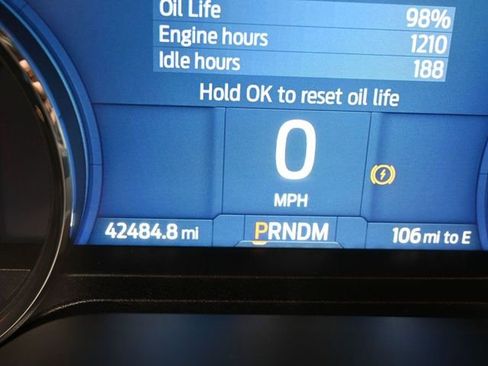 Oil Life 98%
Engine hours 1210
Idle hours 188
Hold OK to reset oil life
0
MPH
42484.8 mi PRNDM 106 mi to E